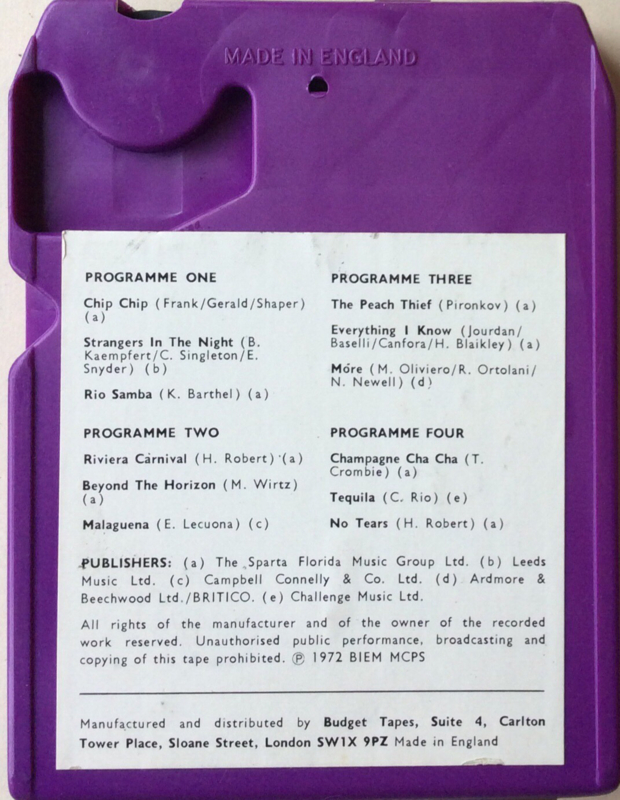 MADE IN ENGLAND
PROGRAMME ONE
Chip Chip (Frank/Gerald/Shaper)
(a)
Strangers In The Night (B.
Kaempfert/C. Singleton/E.
Snyder) (b)
Rio Samba (K. Barthel) (a)
PROGRAMME TWO
Riviera Carnival (H. Robert) (a)
Beyond The Horizon (M. Wirtz)
(a)
Malaguena (E. Lecuona) (c)
PROGRAMME THREE
The Peach Thief (Pironkov) (a)
Everything I Know (Jourdan/
Baselli/Canfora/H. Blaikley) (a)
More (M. Oliviero/R. Ortolani/
N. Newell) (d)
PROGRAMME FOUR
Champagne Cha Cha (T.
Crombie) (a)
Tequila (C. Rio) (e)
No Tears (H. Robert) (a)
PUBLISHERS: (a) The Sparta Florida Music Group Ltd. (b) Leeds
Music Ltd. (c) Campbell Connelly & Co. Ltd. (d) Ardmore &
Beechwood Ltd./BRITICO. (e) Challenge Music Ltd.
All rights of the manufacturer and of the owner of the recorded
work reserved. Unauthorised public performance, broadcasting and
copying of this tape prohibited. ℗ 1972 BIEM MCPS
Manufactured and distributed by Budget Tapes, Suite 4, Carlton
Tower Place, Sloane Street, London SW1X 9PZ Made in England